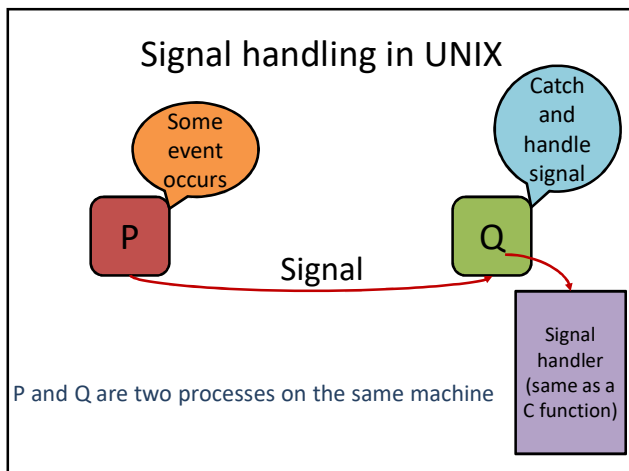 Signal handling in UNIX
Some
event
occurs
Catch
and
handle
signal
P
Q
Signal
Signal
handler
(same as a
C function)
P and Q are two processes on the same machine